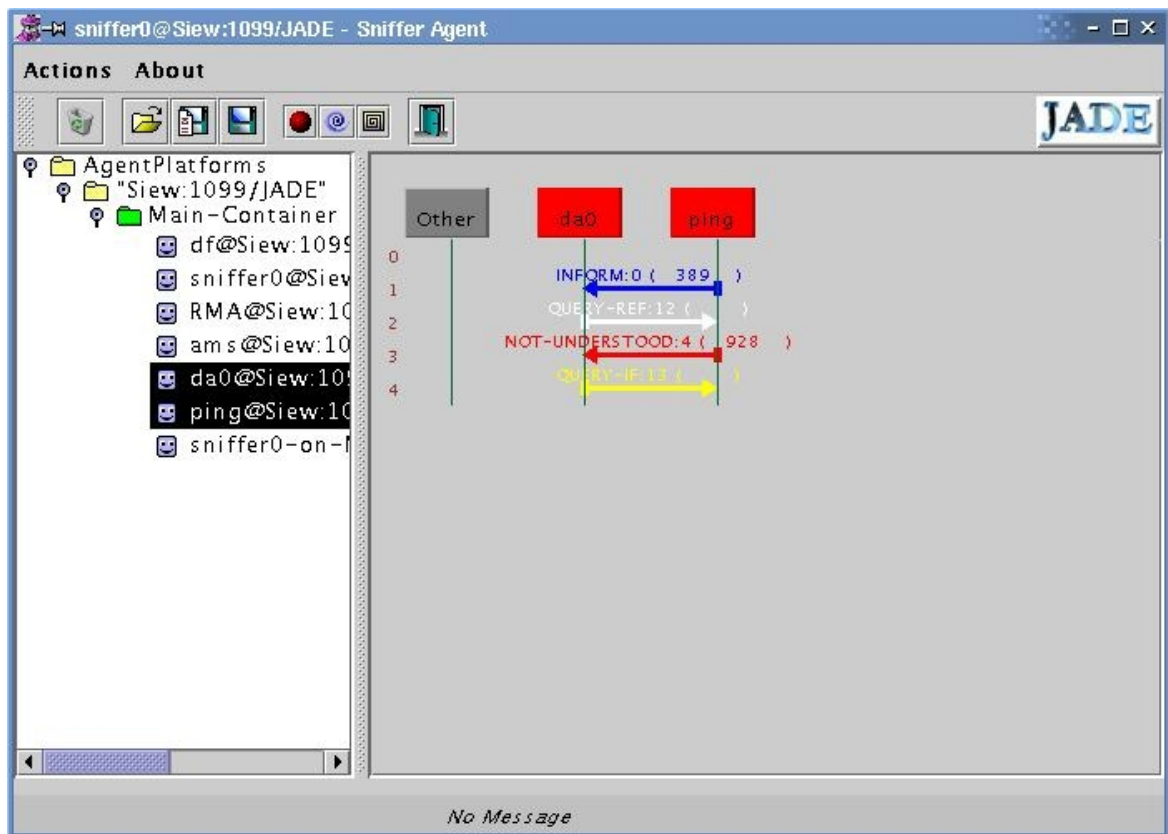 sniffer0@Siew:1099/JADE - Sniffer Agent
Actions About
JADE
AgentPlatforms
"Siew:1099/JADE"
Main-Container
df@Siew:1099
sniffer0@Siew
RMA@Siew:10
ams@Siew:10
da0@Siew:109
ping@Siew:10
sniffer0-on-M
Other da0 ping
0
INFORM:0 ( 389 )
1
QUERY-REF:12 ( )
2
NOT-UNDERSTOOD:4 ( 928 )
3
QUERY-IF:13 ( )
4
No Message